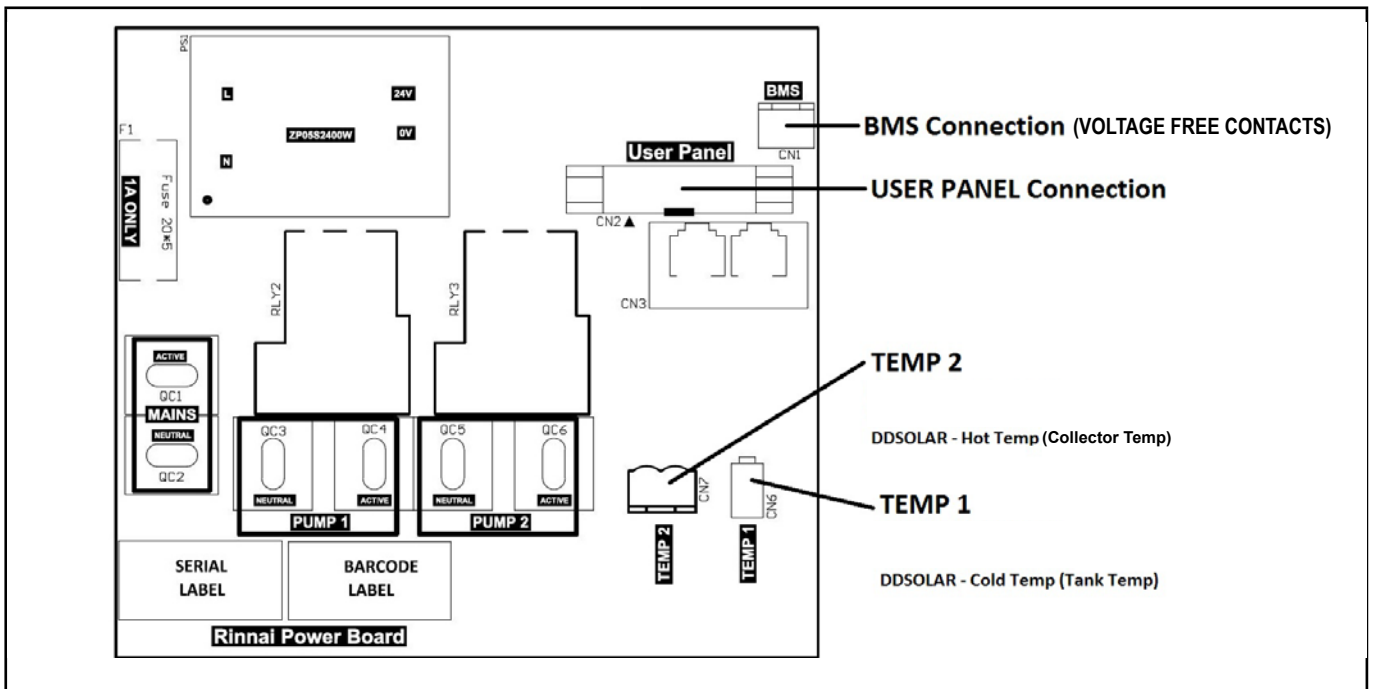 PS1
L
24V
ZP05S2400W
0V
N
F1
Fuse 20*5
1A ONLY
BMS
CN1
BMS Connection (VOLTAGE FREE CONTACTS)
User Panel
USER PANEL Connection
CN2▲
CN3
RLY2
RLY3
ACTIVE
QC1
MAINS
NEUTRAL
QC2
QC3
QC4
QC5
QC6
NEUTRAL
ACTIVE
NEUTRAL
ACTIVE
PUMP 1
PUMP 2
TEMP 2
DDSOLAR - Hot Temp (Collector Temp)
CN7
CN6
TEMP 1
TEMP 2
TEMP 1
DDSOLAR - Cold Temp (Tank Temp)
SERIAL
LABEL
BARCODE
LABEL
Rinnai Power Board